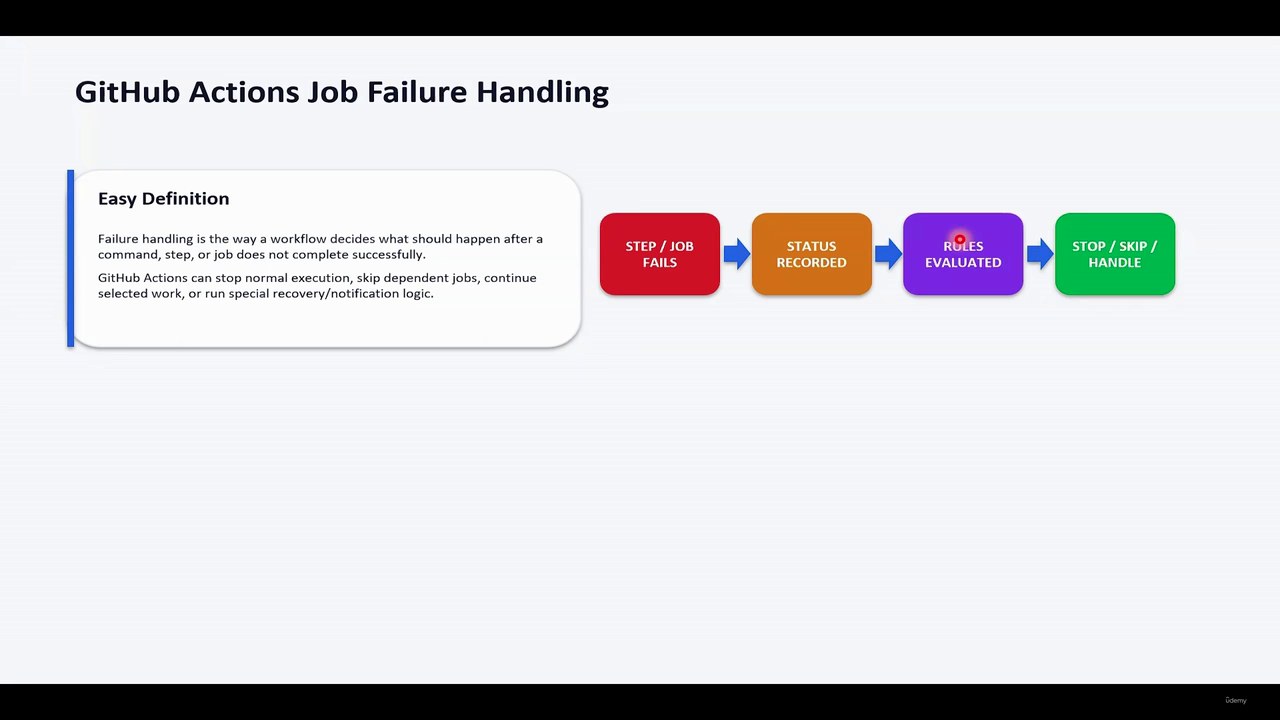 GitHub Actions Job Failure Handling
Easy Definition
Failure handling is the way a workflow decides what should happen after a
command, step, or job does not complete successfully.
GitHub Actions can stop normal execution, skip dependent jobs, continue
selected work, or run special recovery/notification logic.
STEP / JOB
FAILS
STATUS
RECORDED
RULES
EVALUATED
STOP / SKIP /
HANDLE
udemy